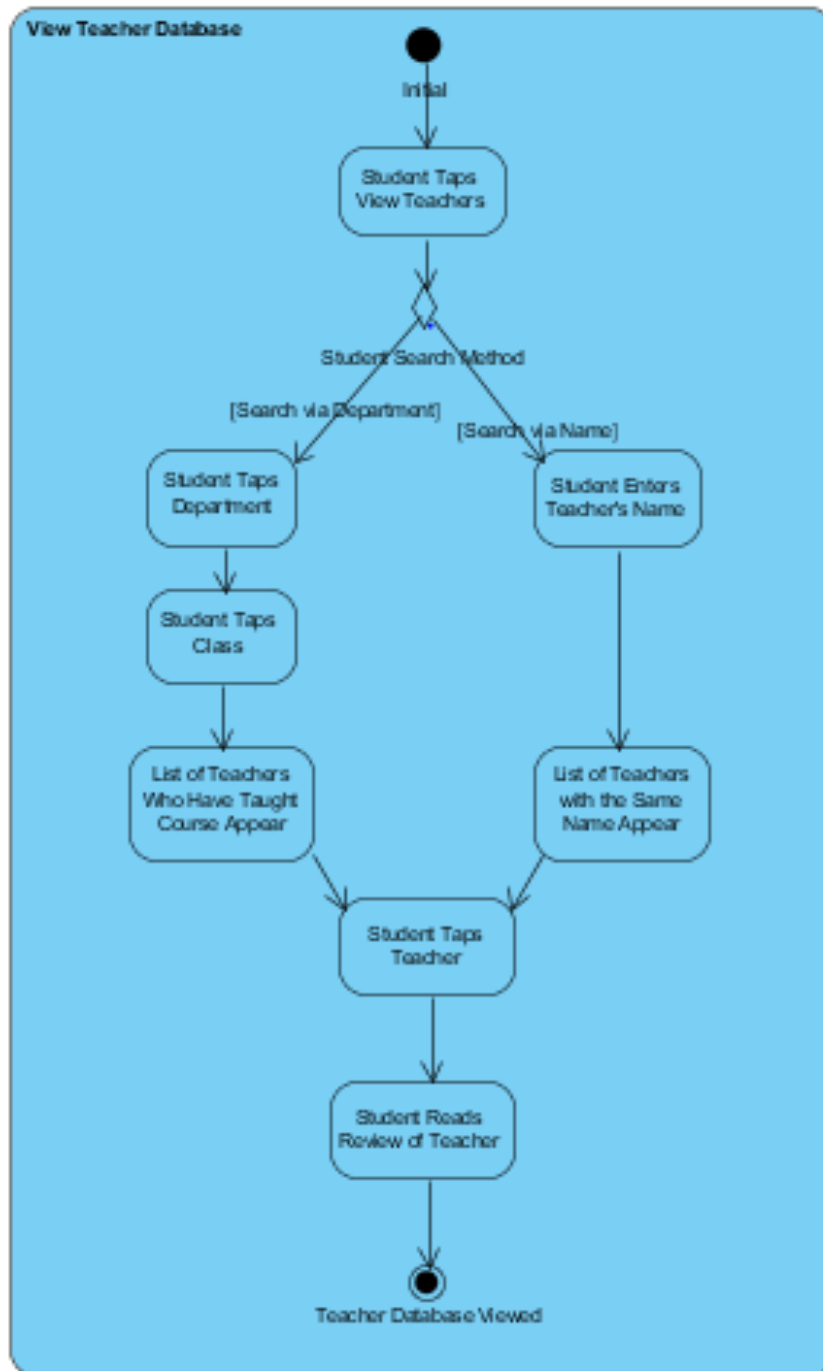 View Teacher Database
Initial
Student Taps
View Teachers
Student Search Method
[Search via Department]
[Search via Name]
Student Taps
Department
Student Enters
Teacher's Name
Student Taps
Class
List of Teachers
Who Have Taught
Course Appear
List of Teachers
with the Same
Name Appear
Student Taps
Teacher
Student Reads
Review of Teacher
Teacher Database Viewed